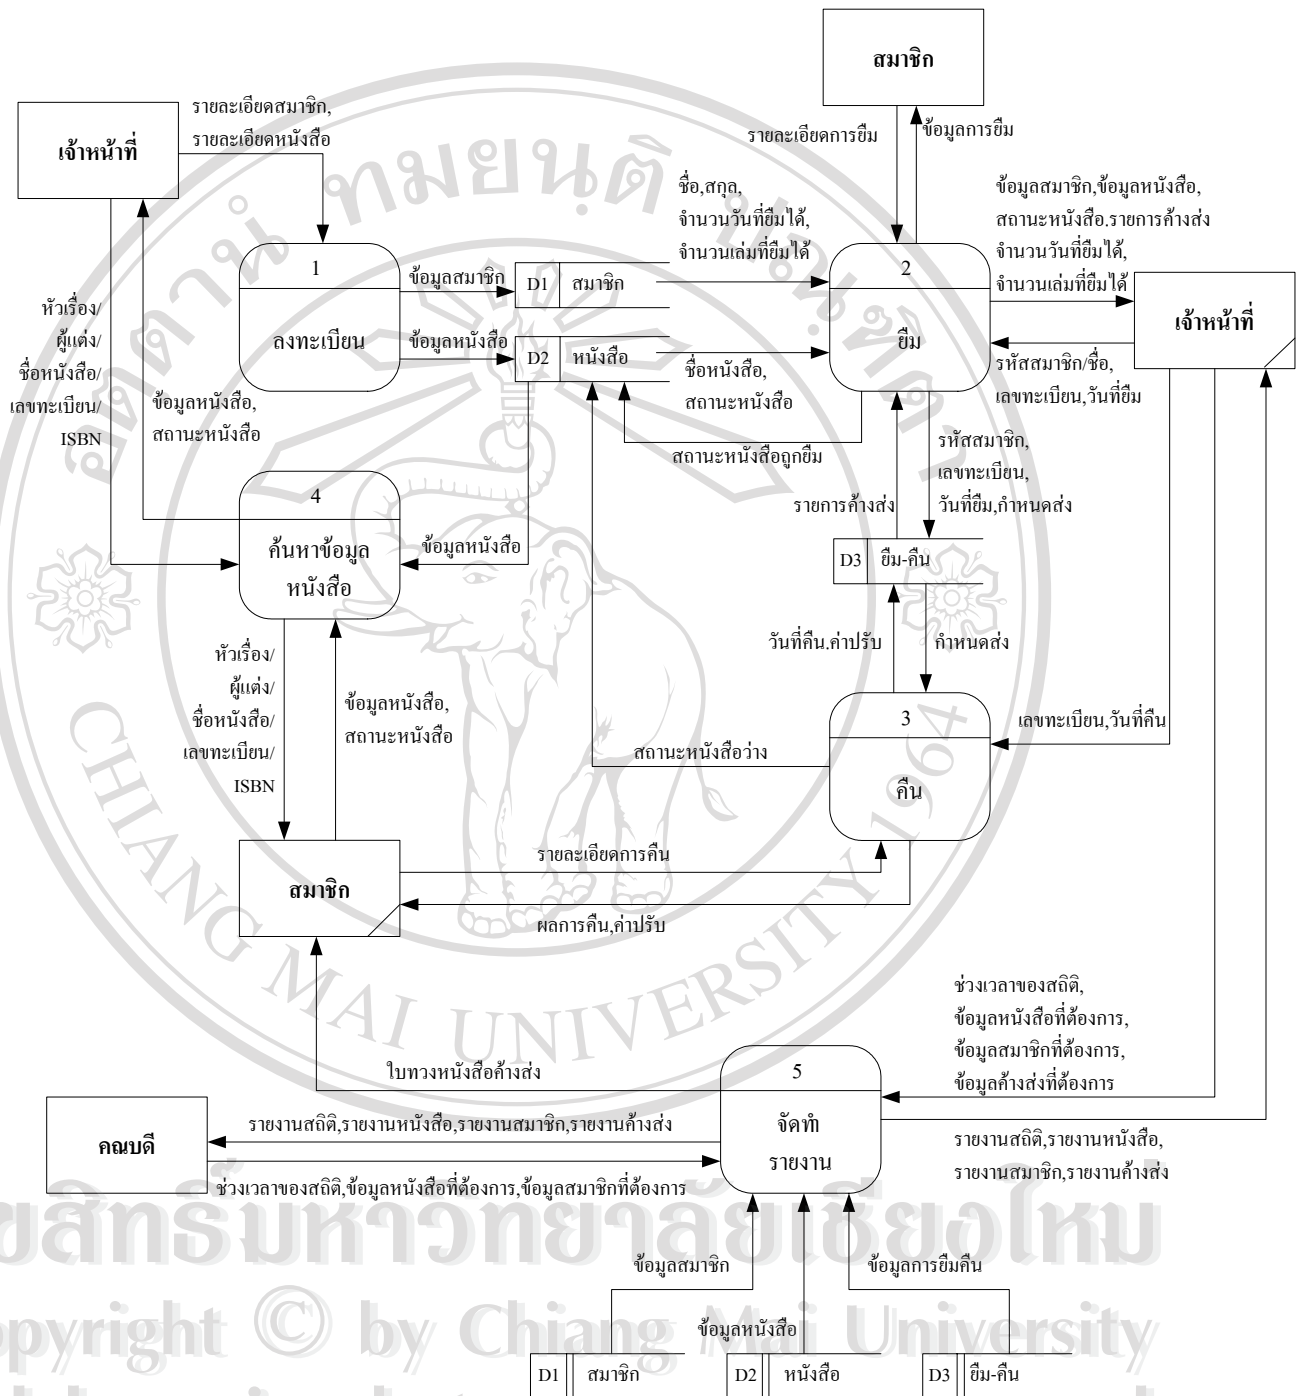 สมาชิก
เจ้าหน้าที่
รายละเอียดสมาชิก,
รายละเอียดหนังสือ
รายละเอียดการยืม
ข้อมูลการยืม
ชื่อ,สกุล,
จำนวนวันที่ยืมได้,
จำนวนเล่มที่ยืมได้
ข้อมูลสมาชิก,ข้อมูลหนังสือ,
สถานะหนังสือ.รายการค้างส่ง
จำนวนวันที่ยืมได้,
จำนวนเล่มที่ยืมได้
1
ลงทะเบียน
ข้อมูลสมาชิก
ข้อมูลหนังสือ
D1 สมาชิก
D2 หนังสือ
2
ยืม
เจ้าหน้าที่
ชื่อหนังสือ,
สถานะหนังสือ
รหัสสมาชิก/ชื่อ,
เลขทะเบียน,วันที่ยืม
หัวเรื่อง/
ผู้แต่ง/
ชื่อหนังสือ/
เลขทะเบียน/
ISBN
ข้อมูลหนังสือ,
สถานะหนังสือ
สถานะหนังสือถูกยืม
รหัสสมาชิก,
เลขทะเบียน,
วันที่ยืม,กำหนดส่ง
รายการค้างส่ง
4
ค้นหาข้อมูล
หนังสือ
ข้อมูลหนังสือ
D3 ยืม-คืน
วันที่คืน.ค่าปรับ
กำหนดส่ง
หัวเรื่อง/
ผู้แต่ง/
ชื่อหนังสือ/
เลขทะเบียน/
ISBN
ข้อมูลหนังสือ,
สถานะหนังสือ
3
คืน
เลขทะเบียน,วันที่คืน
สถานะหนังสือว่าง
สมาชิก
รายละเอียดการคืน
ผลการคืน,ค่าปรับ
ช่วงเวลาของสถิติ,
ข้อมูลหนังสือที่ต้องการ,
ข้อมูลสมาชิกที่ต้องการ,
ข้อมูลค้างส่งที่ต้องการ
ใบทวงหนังสือค้างส่ง
5
จัดทำ
รายงาน
คณบดี
รายงานสถิติ,รายงานหนังสือ,รายงานสมาชิก,รายงานค้างส่ง
ช่วงเวลาของสถิติ,ข้อมูลหนังสือที่ต้องการ,ข้อมูลสมาชิกที่ต้องการ
รายงานสถิติ,รายงานหนังสือ,
รายงานสมาชิก,รายงานค้างส่ง
ข้อมูลสมาชิก
ข้อมูลหนังสือ
ข้อมูลการยืมคืน
D1 สมาชิก
D2 หนังสือ
D3 ยืม-คืน
CHIANG MAI UNIVERSITY 1964
opyright © by Chiang Mai University